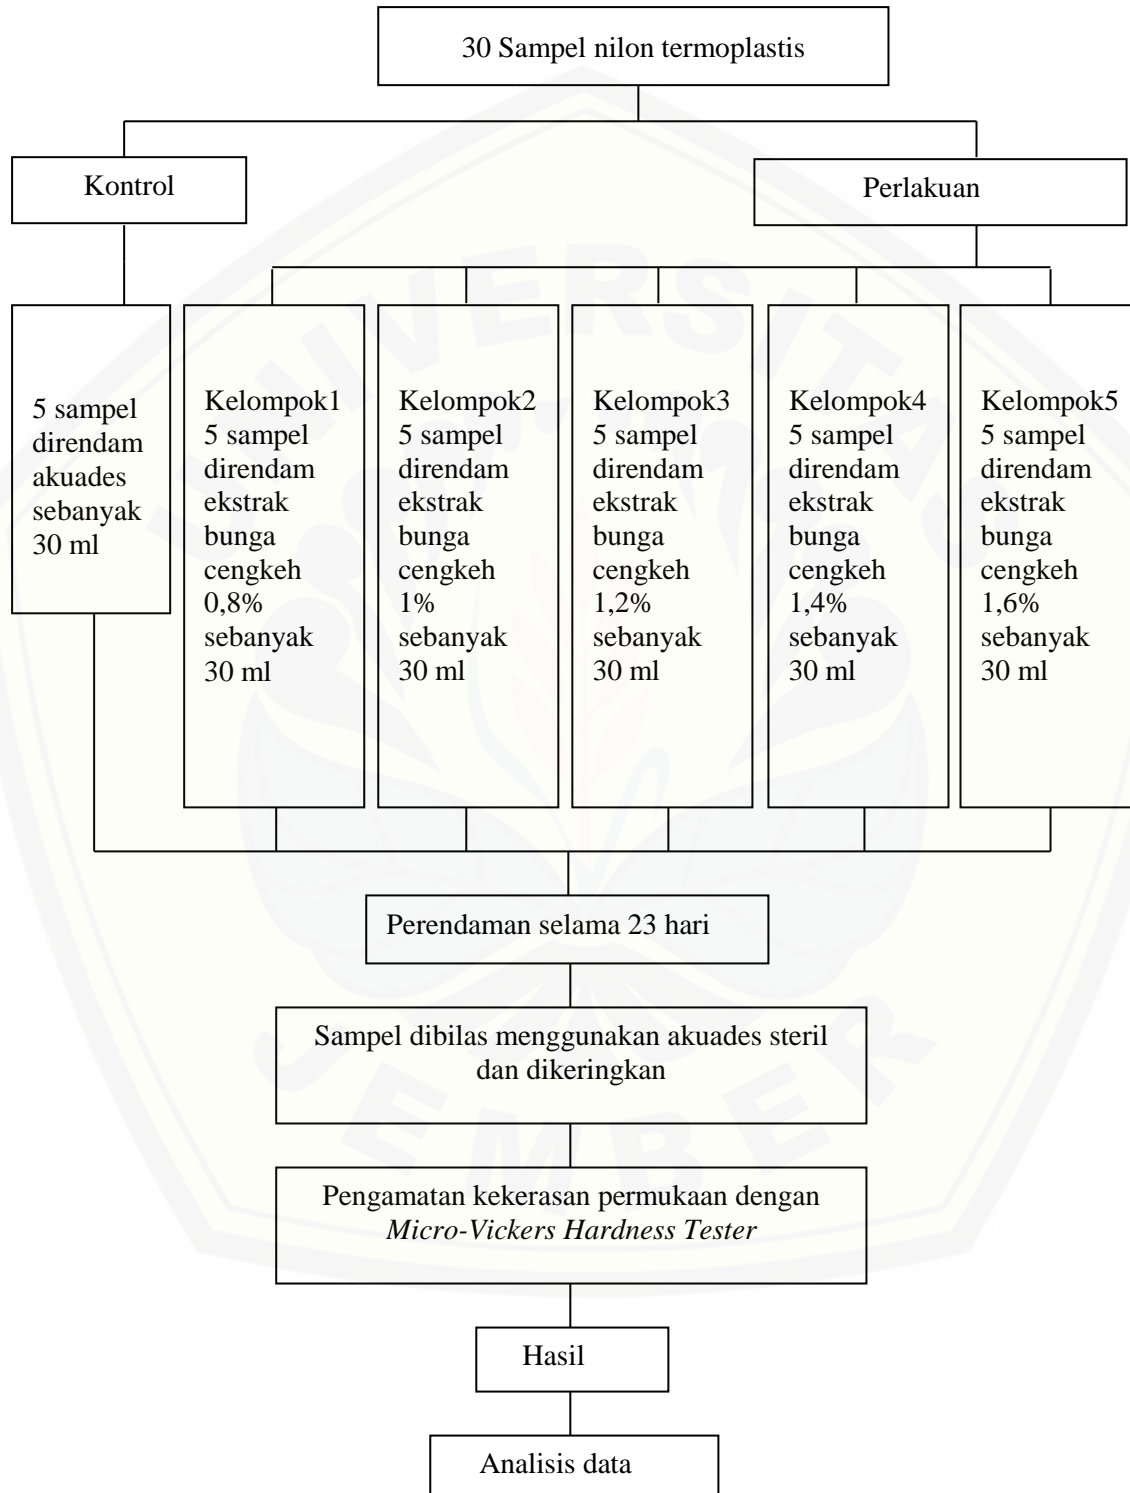 30 Sampel nilon termoplastis
Kontrol
Perlakuan
5 sampel
direndam
akuades
sebanyak
30 ml
Kelompok1
5 sampel
direndam
ekstrak
bunga
cengkeh
0,8%
sebanyak
30 ml
Kelompok2
5 sampel
direndam
ekstrak
bunga
cengkeh
1%
sebanyak
30 ml
Kelompok3
5 sampel
direndam
ekstrak
bunga
cengkeh
1,2%
sebanyak
30 ml
Kelompok4
5 sampel
direndam
ekstrak
bunga
cengkeh
1,4%
sebanyak
30 ml
Kelompok5
5 sampel
direndam
ekstrak
bunga
cengkeh
1,6%
sebanyak
30 ml
Perendaman selama 23 hari
Sampel dibilas menggunakan akuades steril
dan dikeringkan
Pengamatan kekerasan permukaan dengan
Micro-Vickers Hardness Tester
Hasil
Analisis data
UNIVERSITAS
JEMBER